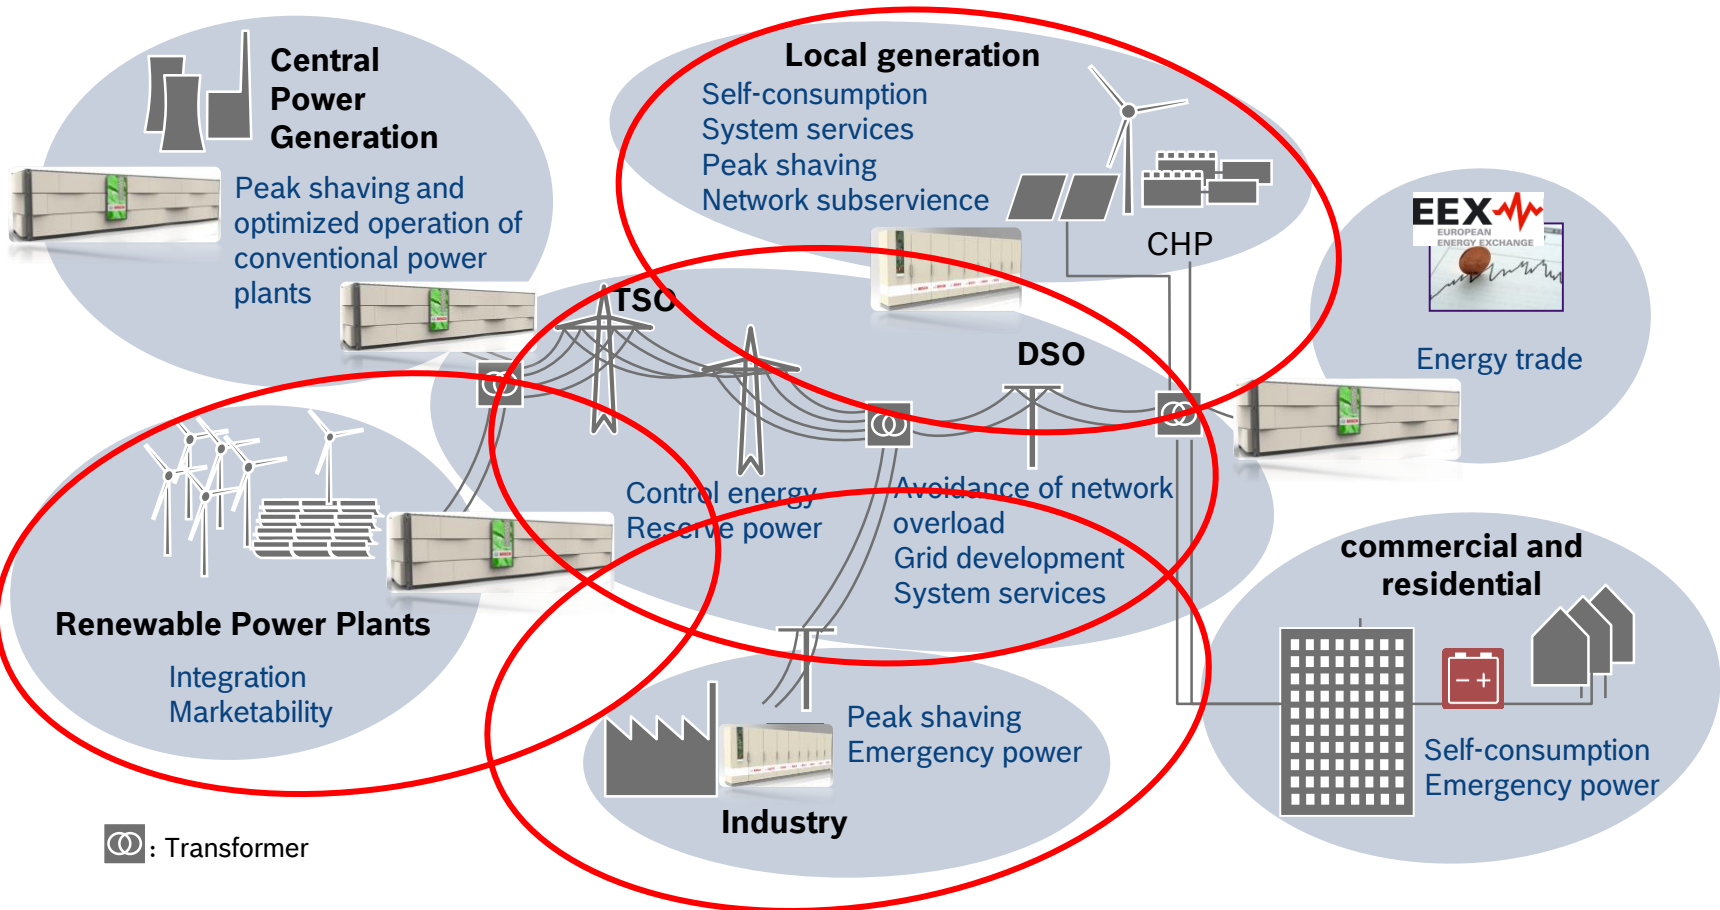 Central
Power
Generation
Peak shaving and
optimized operation of
conventional power
plants
Local generation
Self-consumption
System services
Peak shaving
Network subservience
CHP
EEX
EUROPEAN
ENERGY EXCHANGE
Energy trade
TSO
DSO
Control energy
Reserve power
Avoidance of network
overload
Grid development
System services
Renewable Power Plants
Integration
Marketability
Peak shaving
Emergency power
Industry
commercial and
residential
- +
Self-consumption
Emergency power
: Transformer